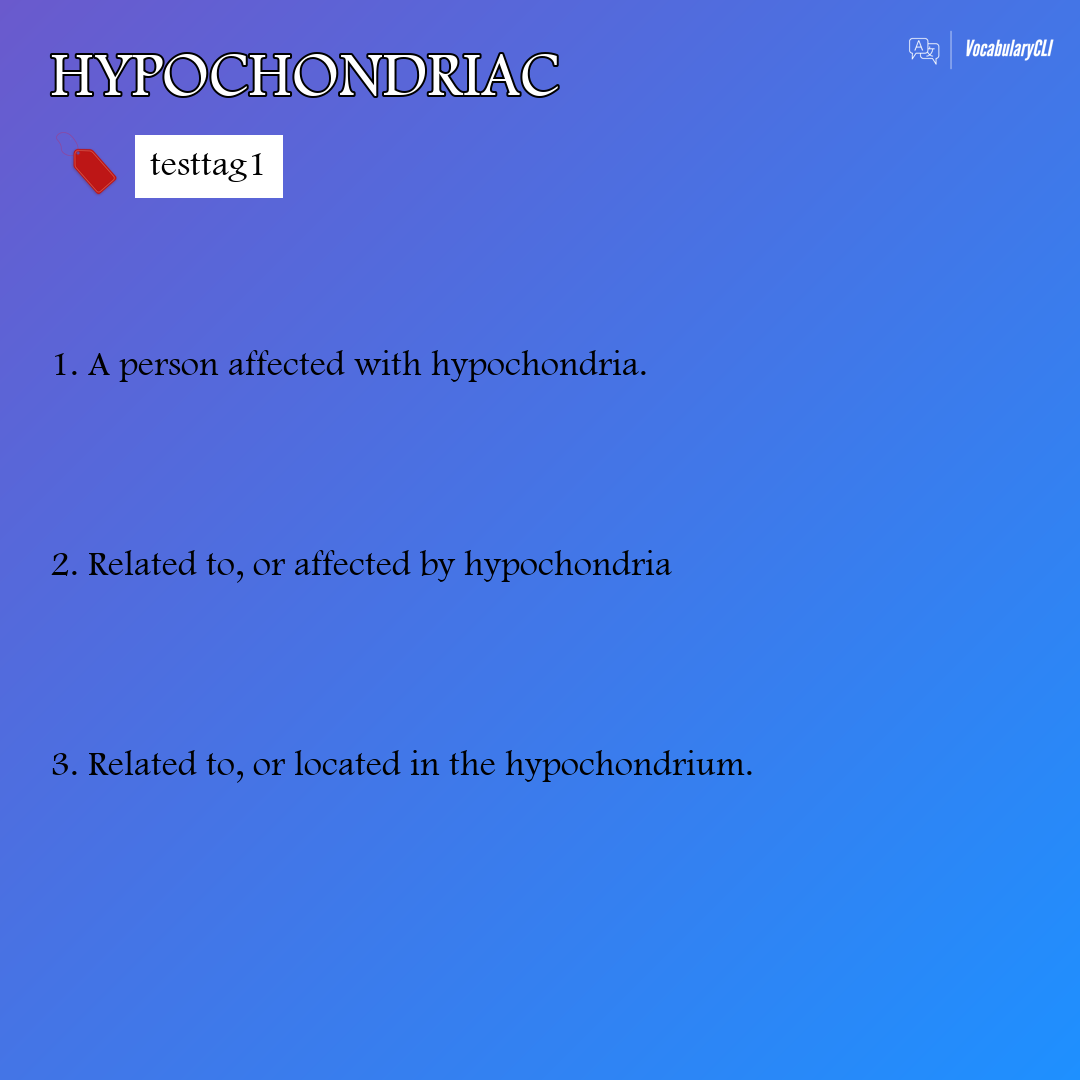 HYPOCHONDRIAC
VocabularyCLI
testtag1
1. A person affected with hypochondria.
2. Related to, or affected by hypochondria
3. Related to, or located in the hypochondrium.